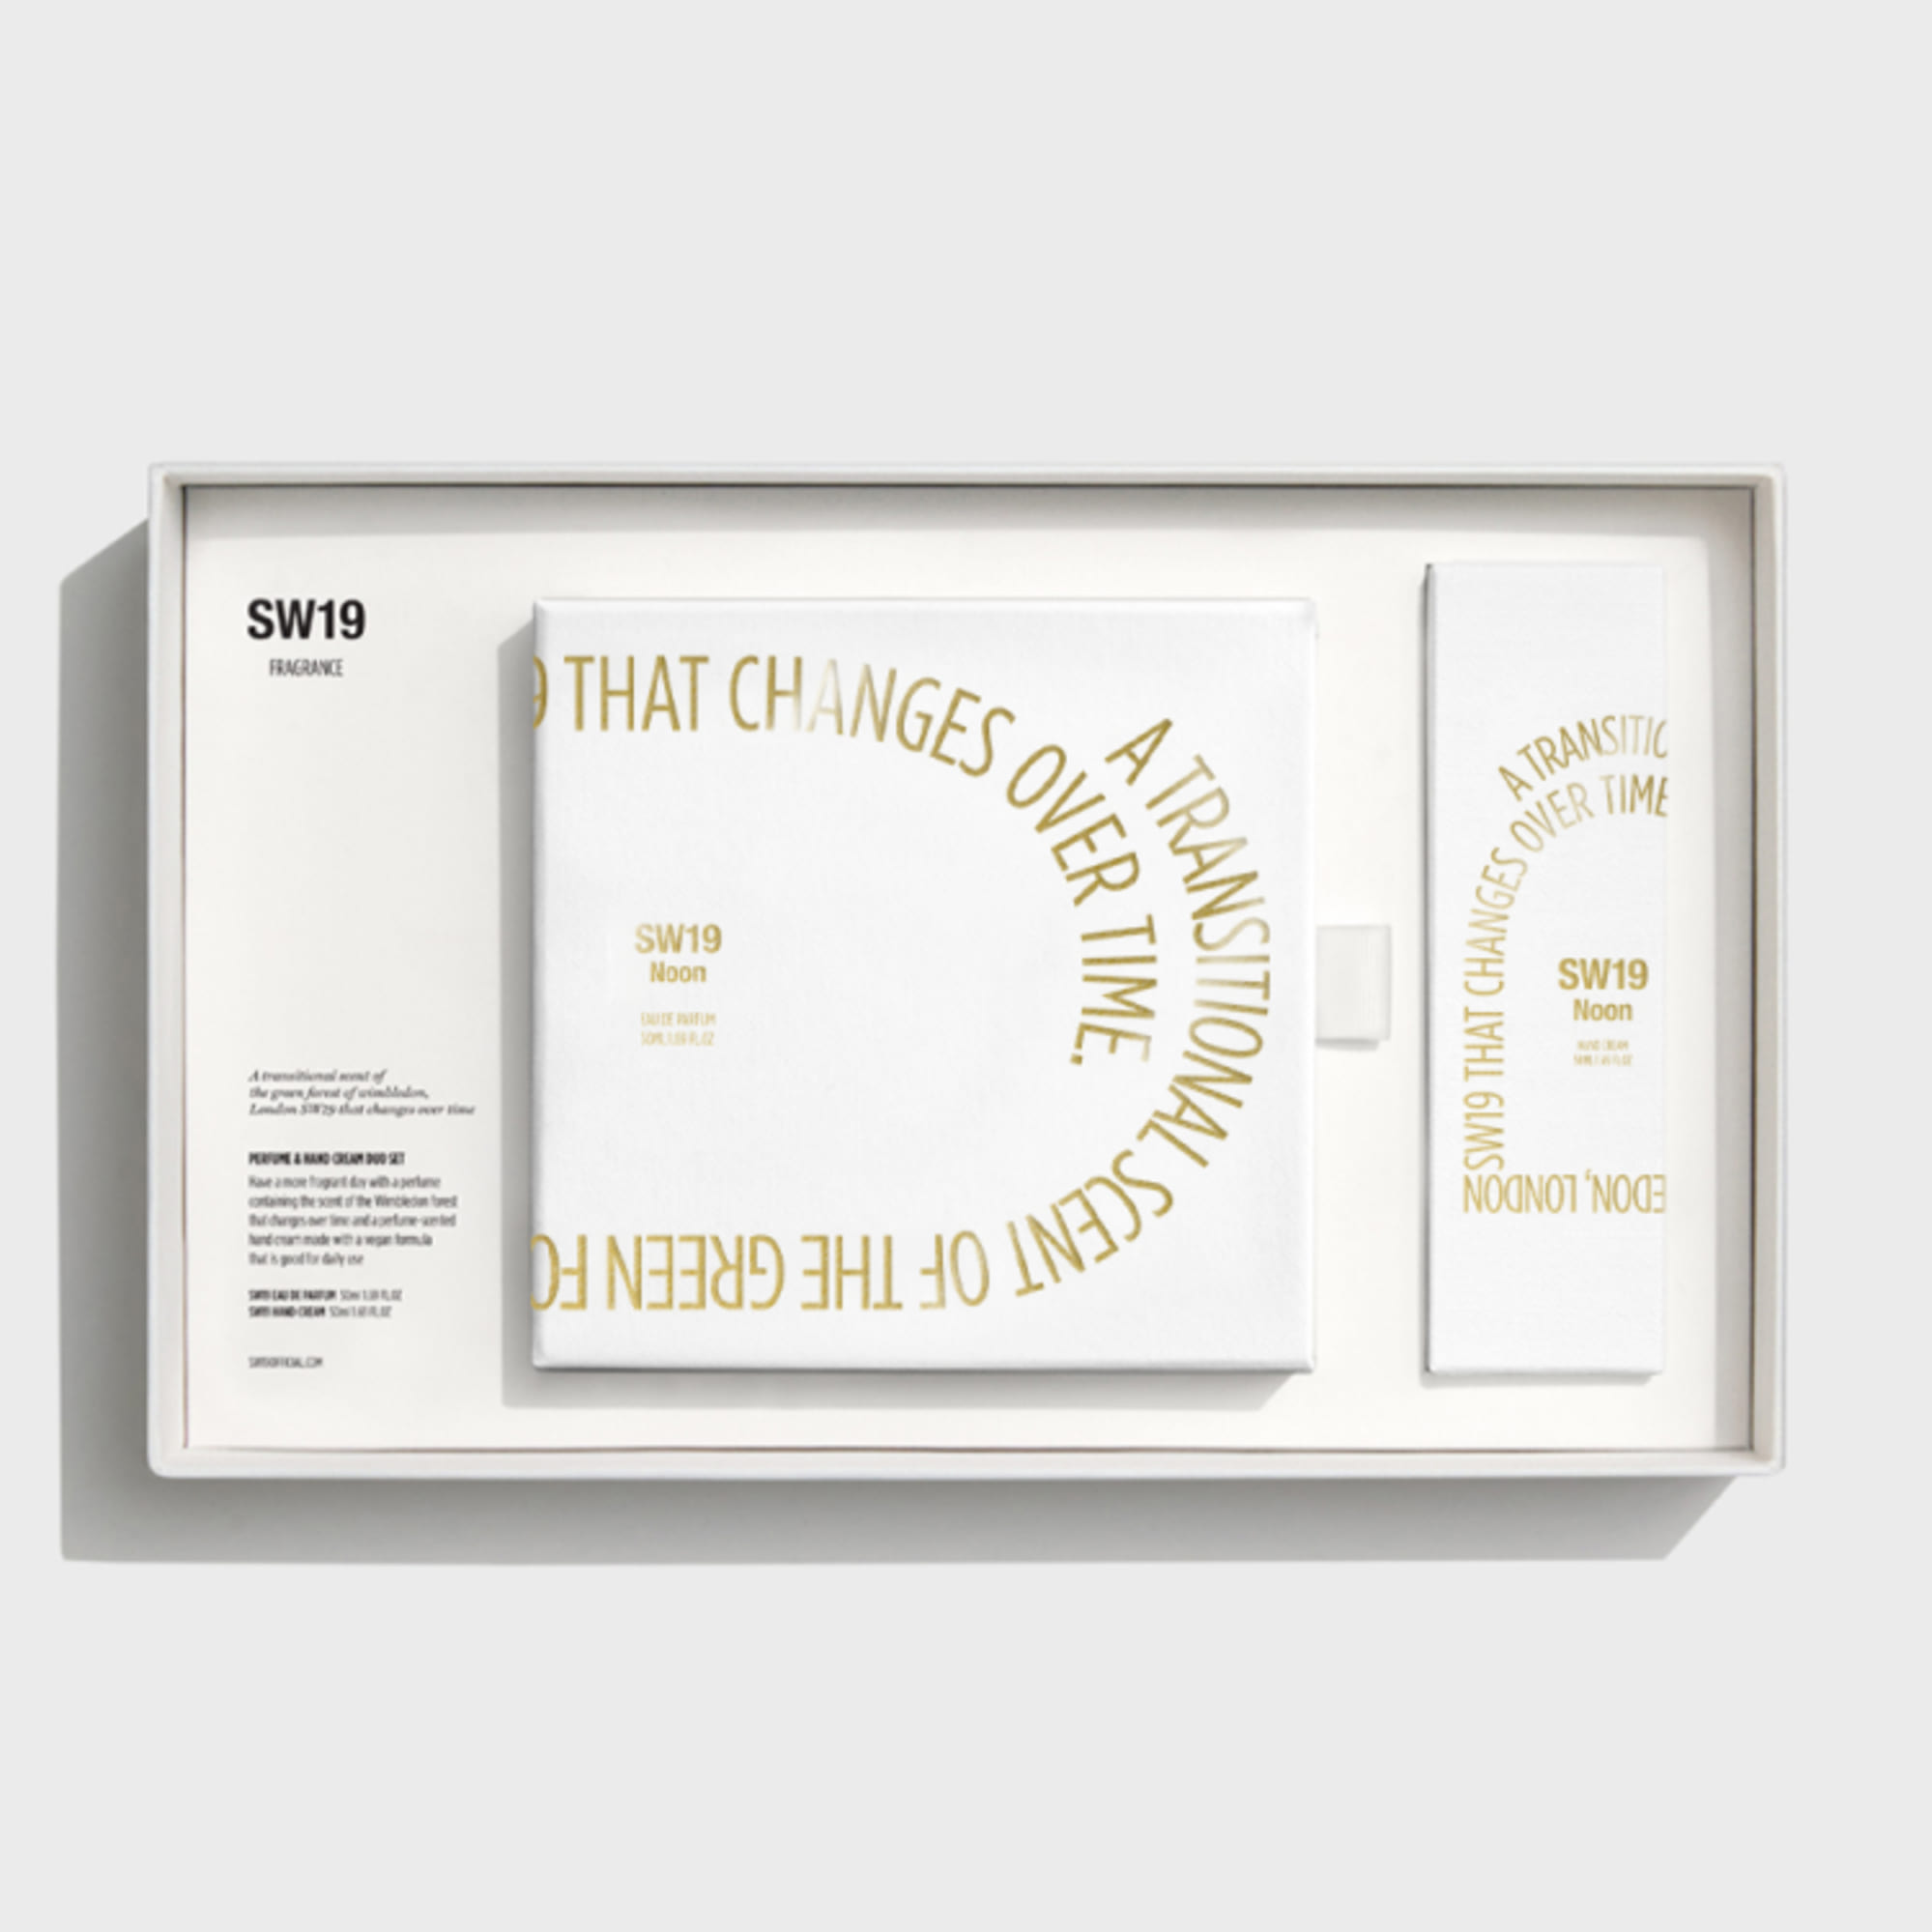 SW19
FRAGRANCE
A transitional scent of
the green forest of wimbledon,
London SW19 that changes over time
PERFUME & HAND CREAM DUO SET
Have a more fragrant day with a perfume
containing the scent of the Wimbledon forest
that changes over time and a perfume-scented
hand cream made with a vegan formula
that is good for daily use
SW19 EAU DE PARFUM 50ml 1.69 FL.OZ
SW19 HAND CREAM 50ml 1.69 FL.OZ
SW19OFFICIAL.COM
A TRANSITIONAL SCENT OF THE GREEN FO
9 THAT CHANGES OVER TIME.
SW19
Noon
EAU DE PARFUM
50ML 1.69 FL.OZ
A TRANSITIO
EDON, LONDON
SW19 THAT CHANGES OVER TIME
SW19
Noon
HAND CREAM
50ML 1.69 FL.OZ